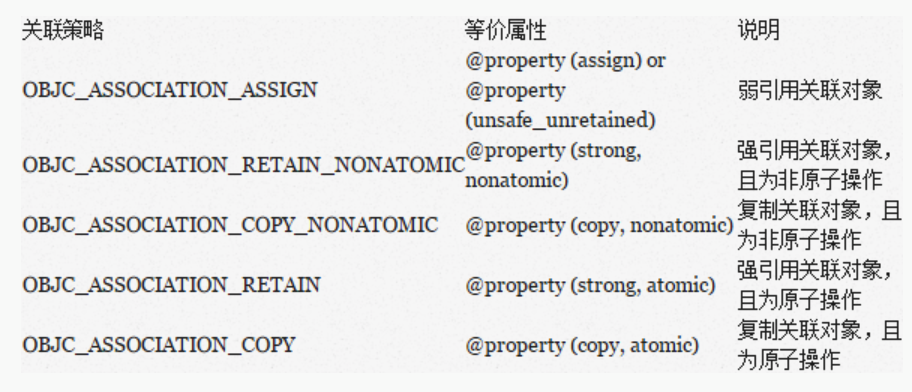 关联策略 等价属性 说明
OBJC_ASSOCIATION_ASSIGN @property (assign) or @property (unsafe_unretained) 弱引用关联对象
OBJC_ASSOCIATION_RETAIN_NONATOMIC @property (strong, nonatomic) 强引用关联对象，且为非原子操作
OBJC_ASSOCIATION_COPY_NONATOMIC @property (copy, nonatomic) 复制关联对象，且为非原子操作
OBJC_ASSOCIATION_RETAIN @property (strong, atomic) 强引用关联对象，且为原子操作
OBJC_ASSOCIATION_COPY @property (copy, atomic) 复制关联对象，且为原子操作